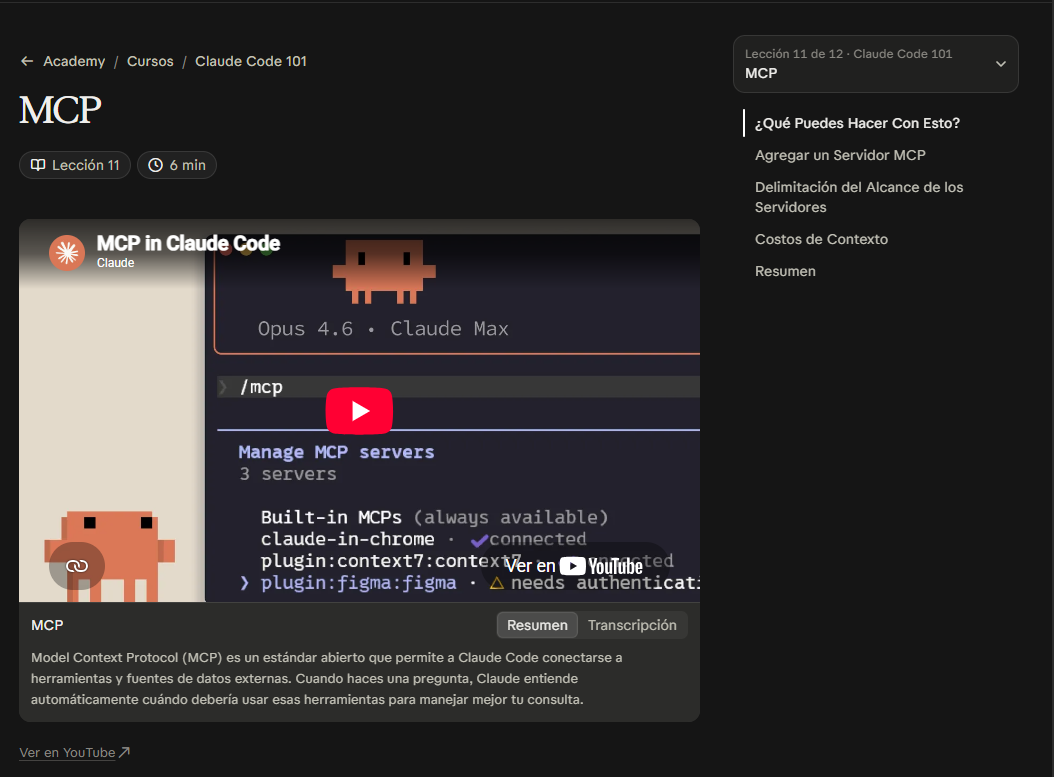 ← Academy / Cursos / Claude Code 101
MCP
Lección 11
6 min
MCP in Claude Code
Claude
Opus 4.6 • Claude Max
❯ /mcp
Manage MCP servers
3 servers
Built-in MCPs (always available)
claude-in-chrome · ✔connected
plugin:context7:context7 ·
❯ plugin:figma:figma · ⚠ needs authenticati
Ver en YouTube
MCP
Resumen
Transcripción
Model Context Protocol (MCP) es un estándar abierto que permite a Claude Code conectarse a
herramientas y fuentes de datos externas. Cuando haces una pregunta, Claude entiende
automáticamente cuándo debería usar esas herramientas para manejar mejor tu consulta.
Ver en YouTube
Lección 11 de 12 · Claude Code 101
MCP
¿Qué Puedes Hacer Con Esto?
Agregar un Servidor MCP
Delimitación del Alcance de los
Servidores
Costos de Contexto
Resumen